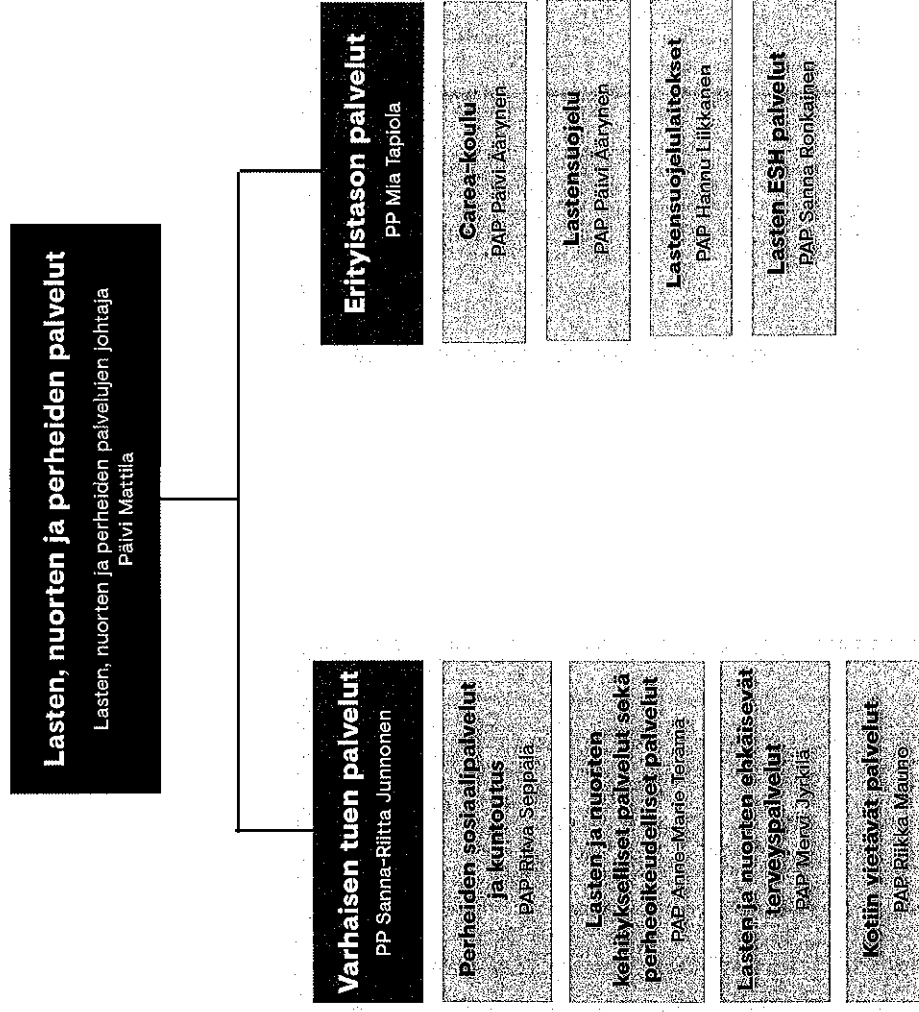 Lasten, nuorten ja perheiden palvelut
Lasten, nuorten ja perheiden palvelujen johtaja
Päivi Mattila
Varhaisen tuen palvelut
PP Sanna-Riitta Junnonen
Perheiden sosiaalipalvelut
ja kuntoutus
PAP Ritva Seppälä
Lasten ja nuorten
kehitykselliset palvelut sekä
perheoikeudelliset palvelut
PAP Anne-Marie Terämä
Lasten ja nuorten ehkäisevät
terveyspalvelut
PAP Mervi Jyrkilä
Kotiin vietävät palvelut
PAP Riikka Mauno
Erityistason palvelut
PP Mia Tapiola
Carea-koulu
PAP Päivi Äärynen
Lastensuojelu
PAP Päivi Äärynen
Lastensuojelulaitokset
PAP Hannu Liikkanen
Lasten ESH palvelut
PAP Sanna Ronkainen